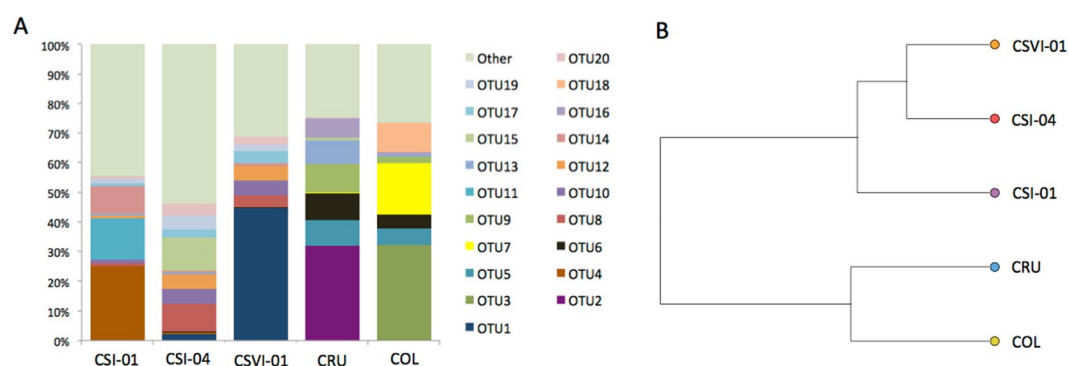 A
100%
90%
80%
70%
60%
50%
40%
30%
20%
10%
0%
CSI-01 CSI-04 CSVI-01 CRU COL
Other OTU20
OTU19 OTU18
OTU17 OTU16
OTU15 OTU14
OTU13 OTU12
OTU11 OTU10
OTU9 OTU8
OTU7 OTU6
OTU5 OTU4
OTU3 OTU2
OTU1
B
CSVI-01
CSI-04
CSI-01
CRU
COL